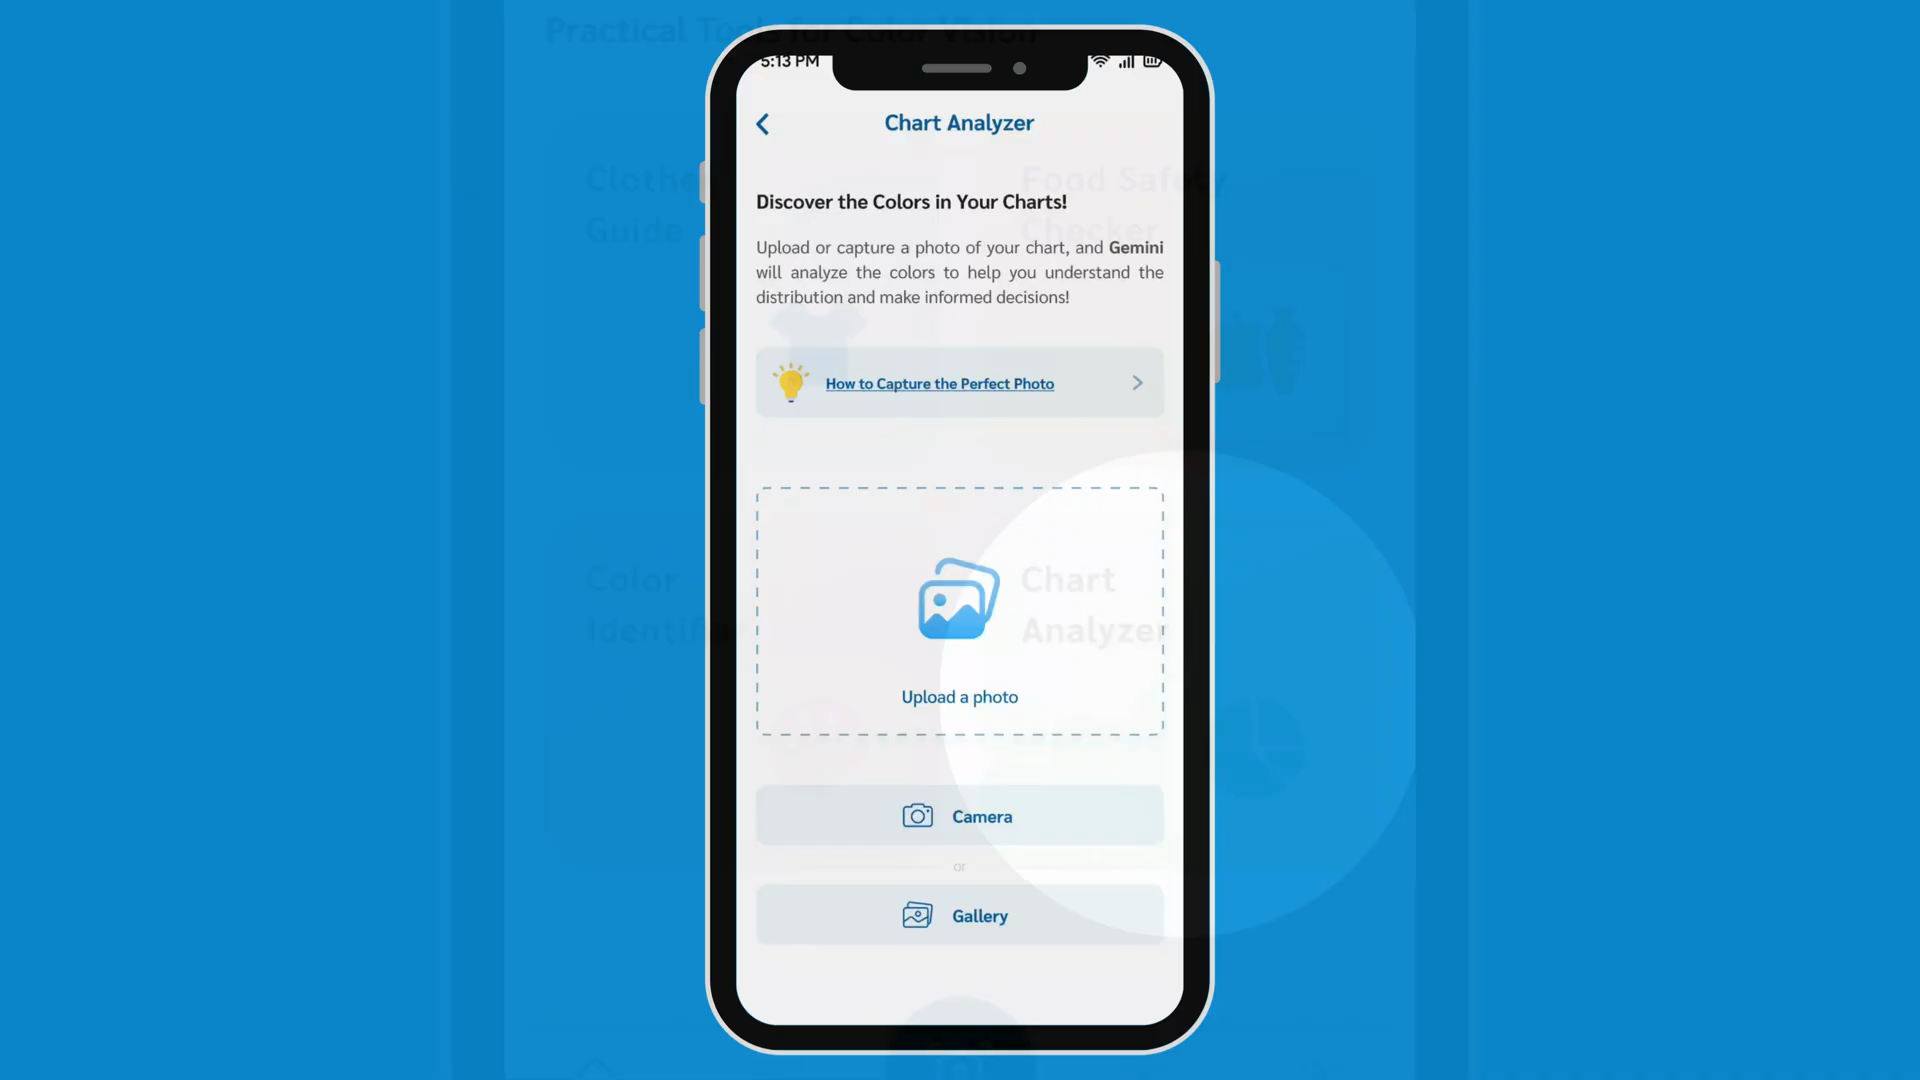 Practical Tools for Color Vision
5:13 PM
Chart Analyzer
Clothes
Guide
Food Safety
Checker
Discover the Colors in Your Charts!
Upload or capture a photo of your chart, and Gemini
will analyze the colors to help you understand the
distribution and make informed decisions!
How to Capture the Perfect Photo
Color
Identifier
Chart
Analyzer
Upload a photo
Camera
or
Gallery